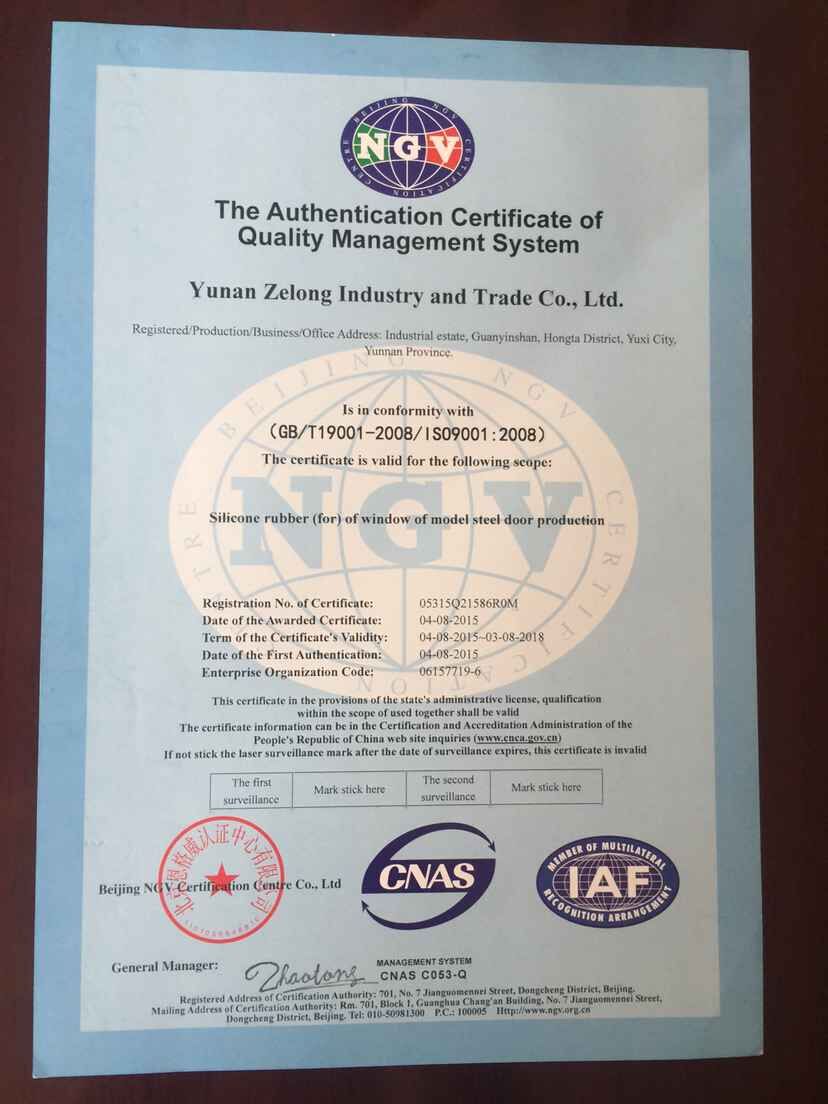 BEIJING NGV CERTIFICATION CENTRE
NGV
The Authentication Certificate of
Quality Management System
Yunan Zelong Industry and Trade Co., Ltd.
Registered/Production/Business/Office Address: Industrial estate, Guanyinshan, Hongta District, Yuxi City,
Yunnan Province.
BEIJING NGV CERTIFICATION CENTRE
Is in conformity with
(GB/T19001-2008/ISO9001:2008)
The certificate is valid for the following scope:
NGV
Silicone rubber (for) of window of model steel door production
Registration No. of Certificate: 05315Q21586R0M
Date of the Awarded Certificate: 04-08-2015
Term of the Certificate's Validity: 04-08-2015~03-08-2018
Date of the First Authentication: 04-08-2015
Enterprise Organization Code: 06157719-6
This certificate in the provisions of the state's administrative license, qualification
within the scope of used together shall be valid
The certificate information can be in the Certification and Accreditation Administration of the
People's Republic of China web site inquiries (www.cnca.gov.cn)
If not stick the laser surveillance mark after the date of surveillance expires, this certificate is invalid
The first surveillance Mark stick here The second surveillance Mark stick here
北京恩格威认证中心有限公司
Beijing NGV Certification Centre Co., Ltd
CNAS
MEMBER OF MULTILATERAL
IAF
RECOGNITION ARRANGEMENT
General Manager: Zhaolong
MANAGEMENT SYSTEM
CNAS C053-Q
Registered Address of Certification Authority: 701, No. 7 Jianguomennei Street, Dongcheng District, Beijing.
Mailing Address of Certification Authority: Rm. 701, Block 1, Guanghua Chang'an Building, No. 7 Jianguomennei Street,
Dongcheng District, Beijing. Tel: 010-50981300 P.C.: 100005 Http://www.ngv.org.cn